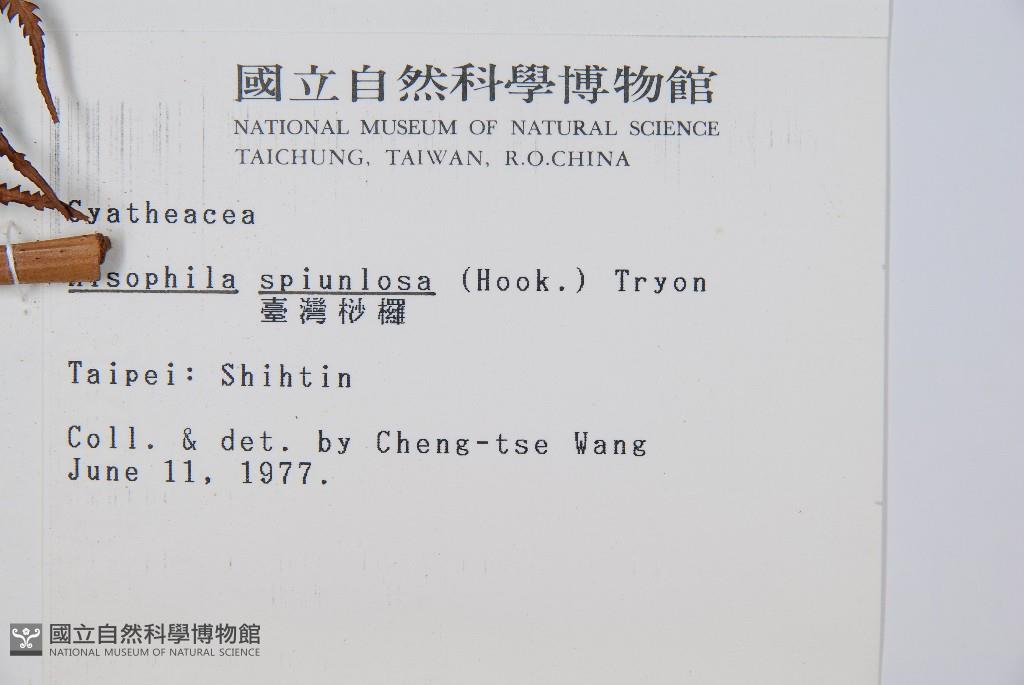 國立自然科學博物館
NATIONAL MUSEUM OF NATURAL SCIENCE
TAICHUNG, TAIWAN, R.O.CHINA
Cyatheacea
spiunlosa (Hook.) Tryon
臺灣桫欏
Taipei: Shihtin
Coll. & det. by Cheng-tse Wang
June 11, 1977.
國立自然科學博物館
NATIONAL MUSEUM OF NATURAL SCIENCE